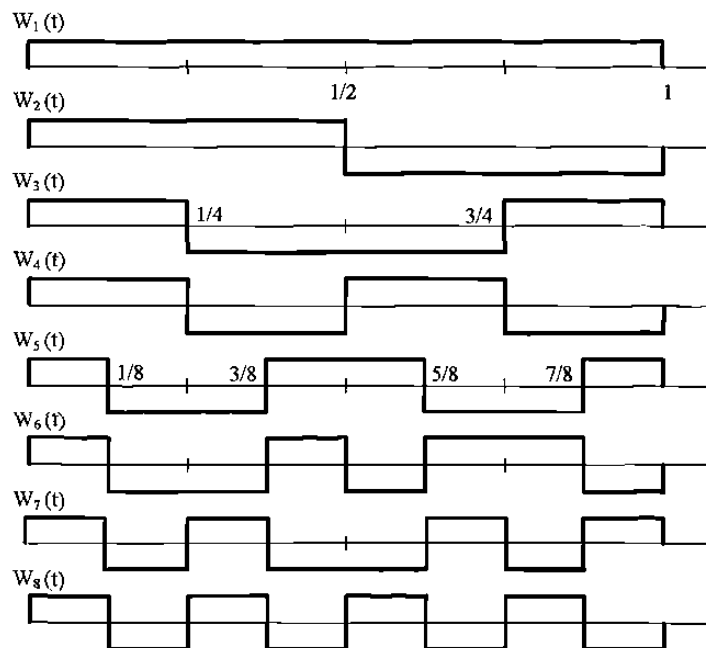 W₁(t)
1/2 1
W₂(t)
W₃(t)
1/4 3/4
W₄(t)
W₅(t)
1/8 3/8 5/8 7/8
W₆(t)
W₇(t)
W₈(t)